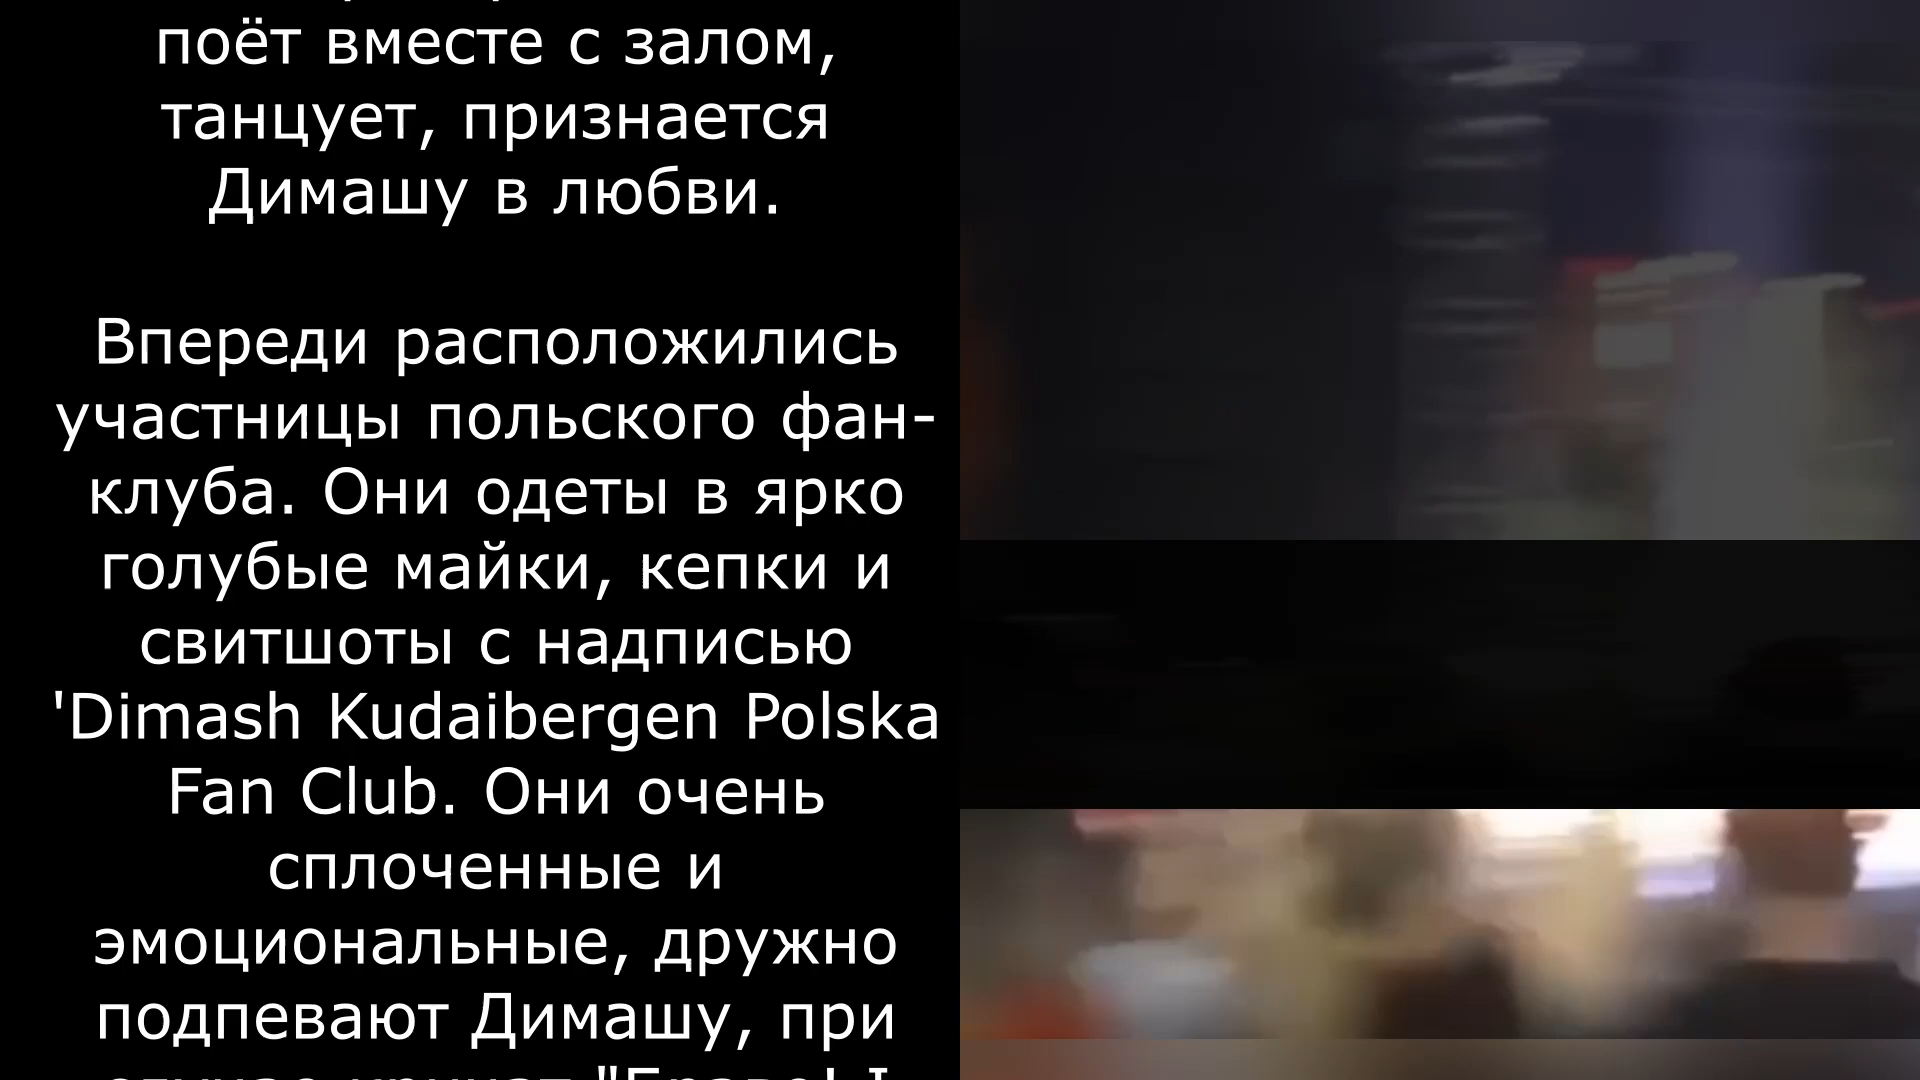 поёт вместе с залом,
танцует, признается
Димашу в любви.
Впереди расположились
участницы польского фан-
клуба. Они одеты в ярко
голубые майки, кепки и
свитшоты с надписью
'Dimash Kudaibergen Polska
Fan Club. Они очень
сплоченные и
эмоциональные, дружно
подпевают Димашу, при